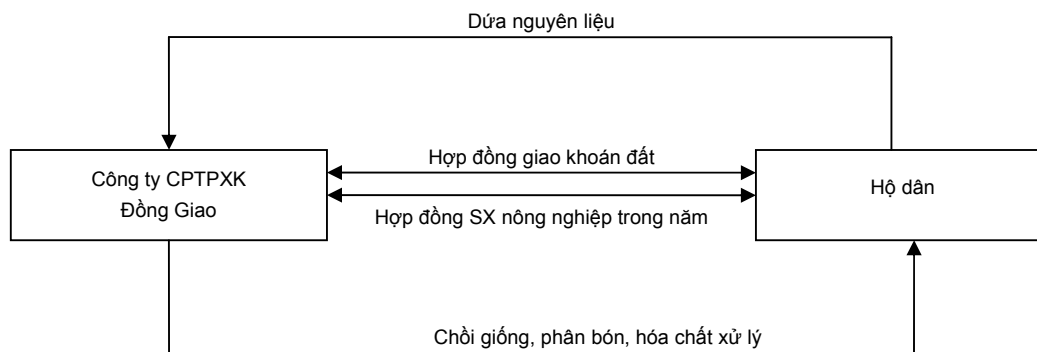 Dứa nguyên liệu
Công ty CPTPXK
Đồng Giao
Hợp đồng giao khoán đất
Hợp đồng SX nông nghiệp trong năm
Hộ dân
Chồi giống, phân bón, hóa chất xử lý